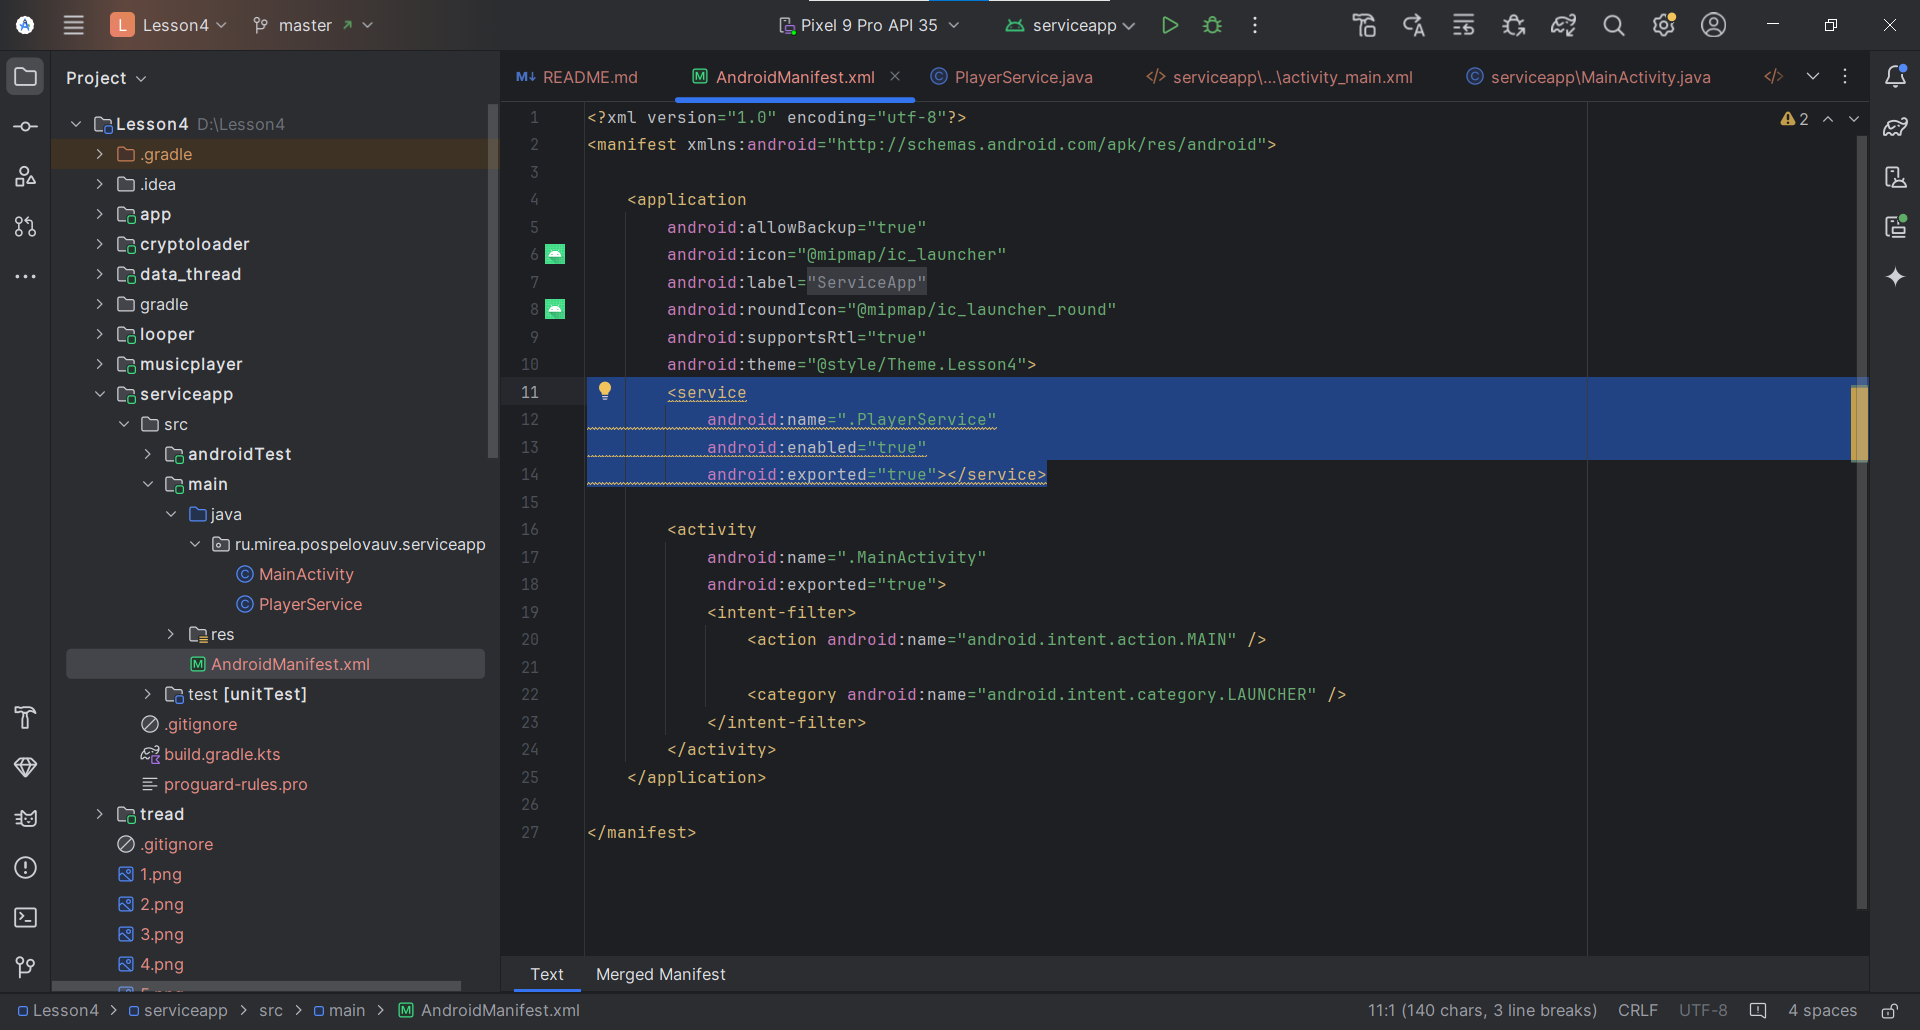 L Lesson4 master Pixel 9 Pro API 35 serviceapp
Project
Lesson4 D:\Lesson4
.gradle
.idea
app
cryptoloader
data_thread
gradle
looper
musicplayer
serviceapp
src
androidTest
main
java
ru.mirea.pospelovauv.serviceapp
MainActivity
PlayerService
res
AndroidManifest.xml
test [unitTest]
.gitignore
build.gradle.kts
proguard-rules.pro
tread
.gitignore
1.png
2.png
3.png
4.png
README.md AndroidManifest.xml PlayerService.java serviceapp\...\activity_main.xml serviceapp\MainActivity.java
2
1 <?xml version="1.0" encoding="utf-8"?>
2 <manifest xmlns:android="http://schemas.android.com/apk/res/android">
3
4 <application
5 android:allowBackup="true"
6 android:icon="@mipmap/ic_launcher"
7 android:label="ServiceApp"
8 android:roundIcon="@mipmap/ic_launcher_round"
9 android:supportsRtl="true"
10 android:theme="@style/Theme.Lesson4">
11 <service
12 android:name=".PlayerService"
13 android:enabled="true"
14 android:exported="true"></service>
15
16 <activity
17 android:name=".MainActivity"
18 android:exported="true">
19 <intent-filter>
20 <action android:name="android.intent.action.MAIN" />
21
22 <category android:name="android.intent.category.LAUNCHER" />
23 </intent-filter>
24 </activity>
25 </application>
26
27 </manifest>
Text Merged Manifest
Lesson4 > serviceapp > src > main > AndroidManifest.xml 11:1 (140 chars, 3 line breaks) CRLF UTF-8 4 spaces